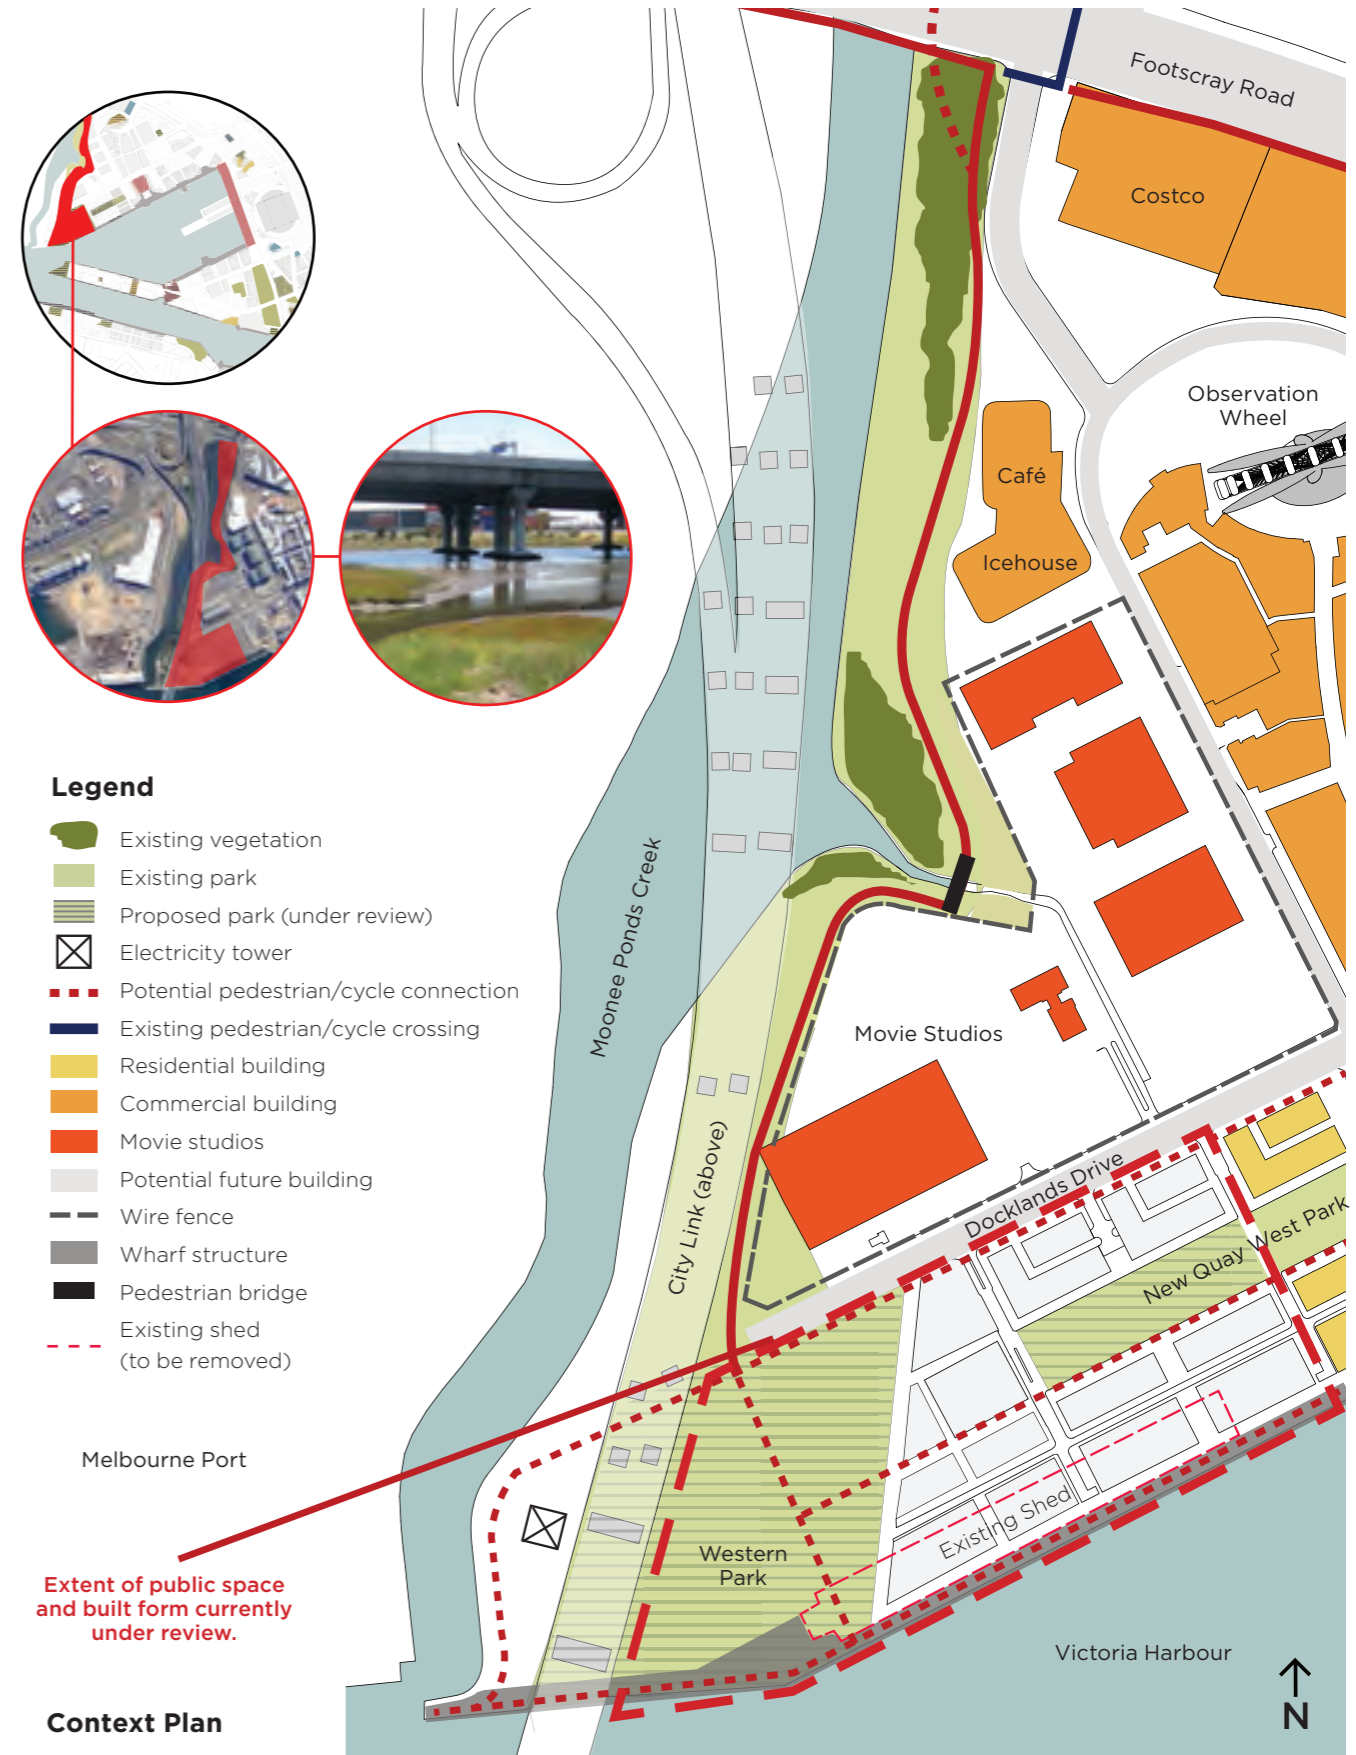 Footscray Road
Costco
Observation
Wheel
Café
Icehouse
Legend
Existing vegetation
Existing park
Proposed park (under review)
Electricity tower
Potential pedestrian/cycle connection
Existing pedestrian/cycle crossing
Residential building
Commercial building
Movie studios
Potential future building
Wire fence
Wharf structure
Pedestrian bridge
Existing shed
(to be removed)
Moonee Ponds Creek
Movie Studios
City Link (above)
Docklands Drive
New Quay West Park
Melbourne Port
Existing Shed
Western
Park
Extent of public space
and built form currently
under review.
Victoria Harbour
N
Context Plan